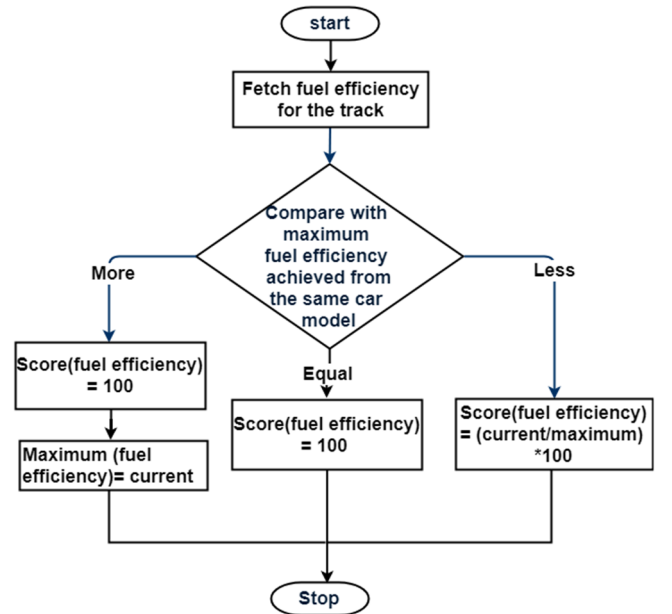 start
Fetch fuel efficiency
for the track
Compare with
maximum
fuel efficiency
achieved from
the same car
model
More
Less
Equal
Score(fuel efficiency)
= 100
Maximum (fuel
efficiency)= current
Score(fuel efficiency)
= 100
Score(fuel efficiency)
= (current/maximum)
*100
Stop